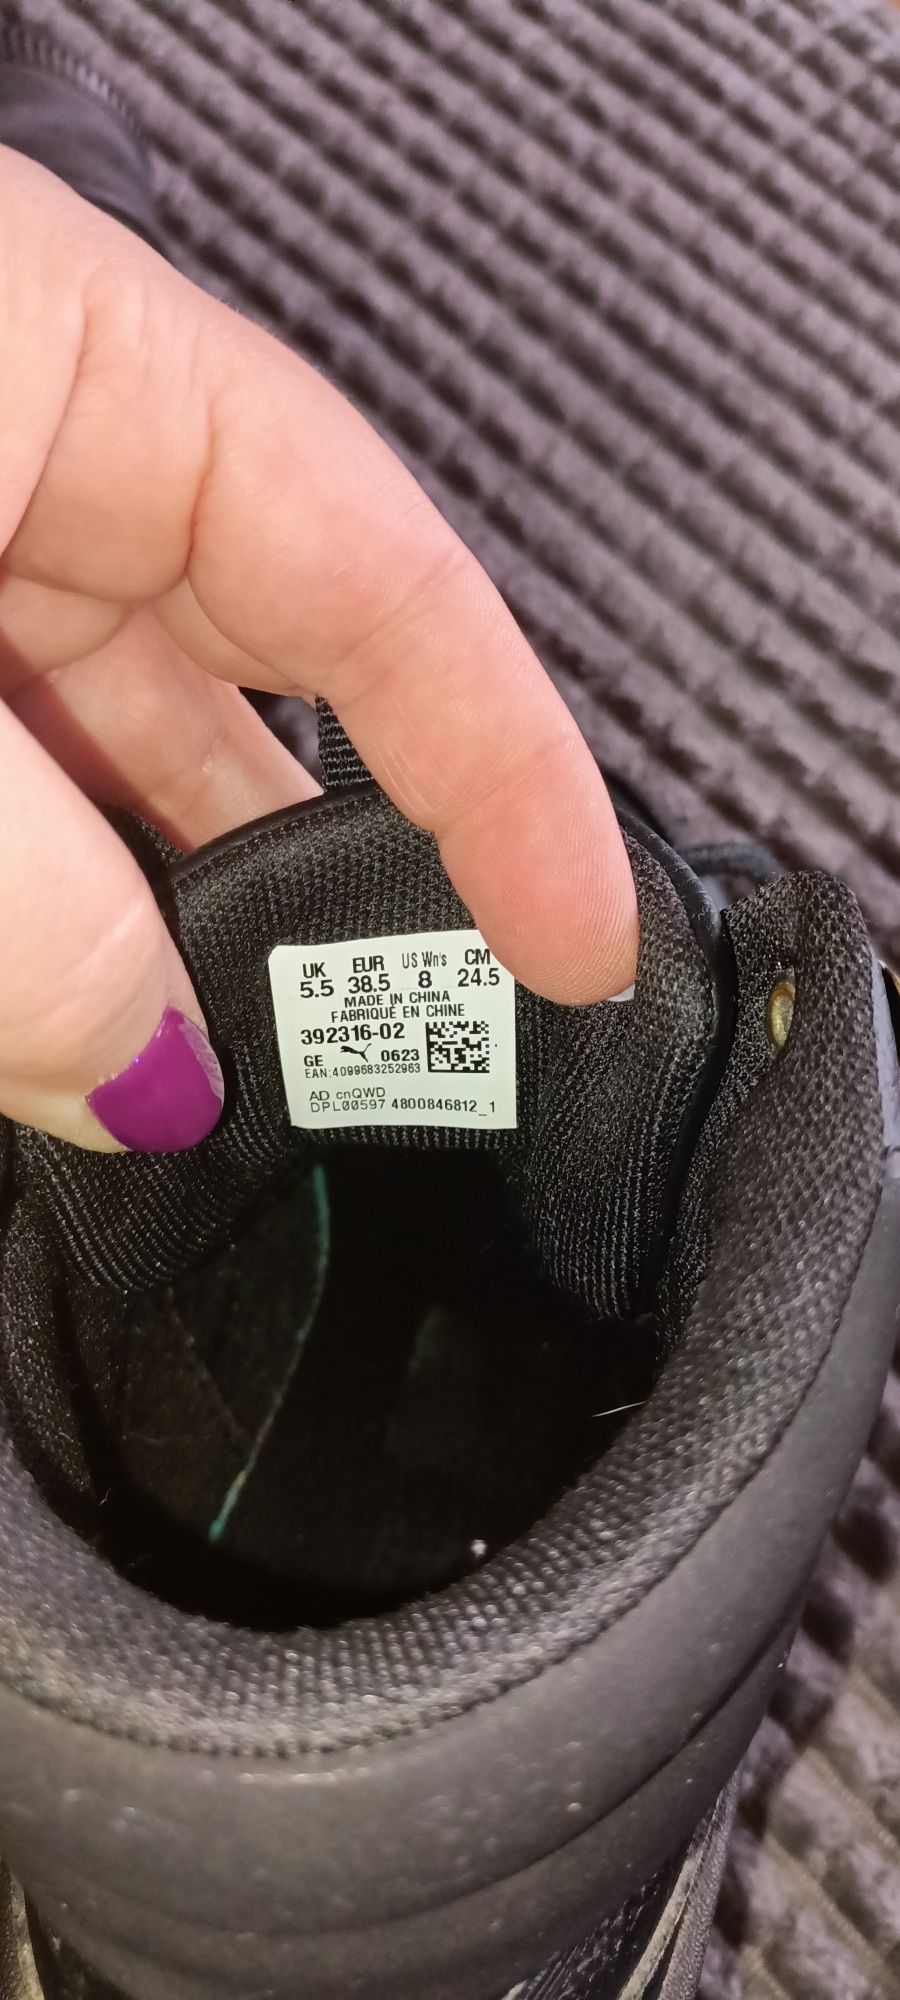 UK EUR US Wn's CM
5.5 38.5 8 24.5
MADE IN CHINA
FABRIQUÉ EN CHINE
392316-02
GE 0623
EAN:4099683252963
AD cnQWD
DPL00597 4800846812_1